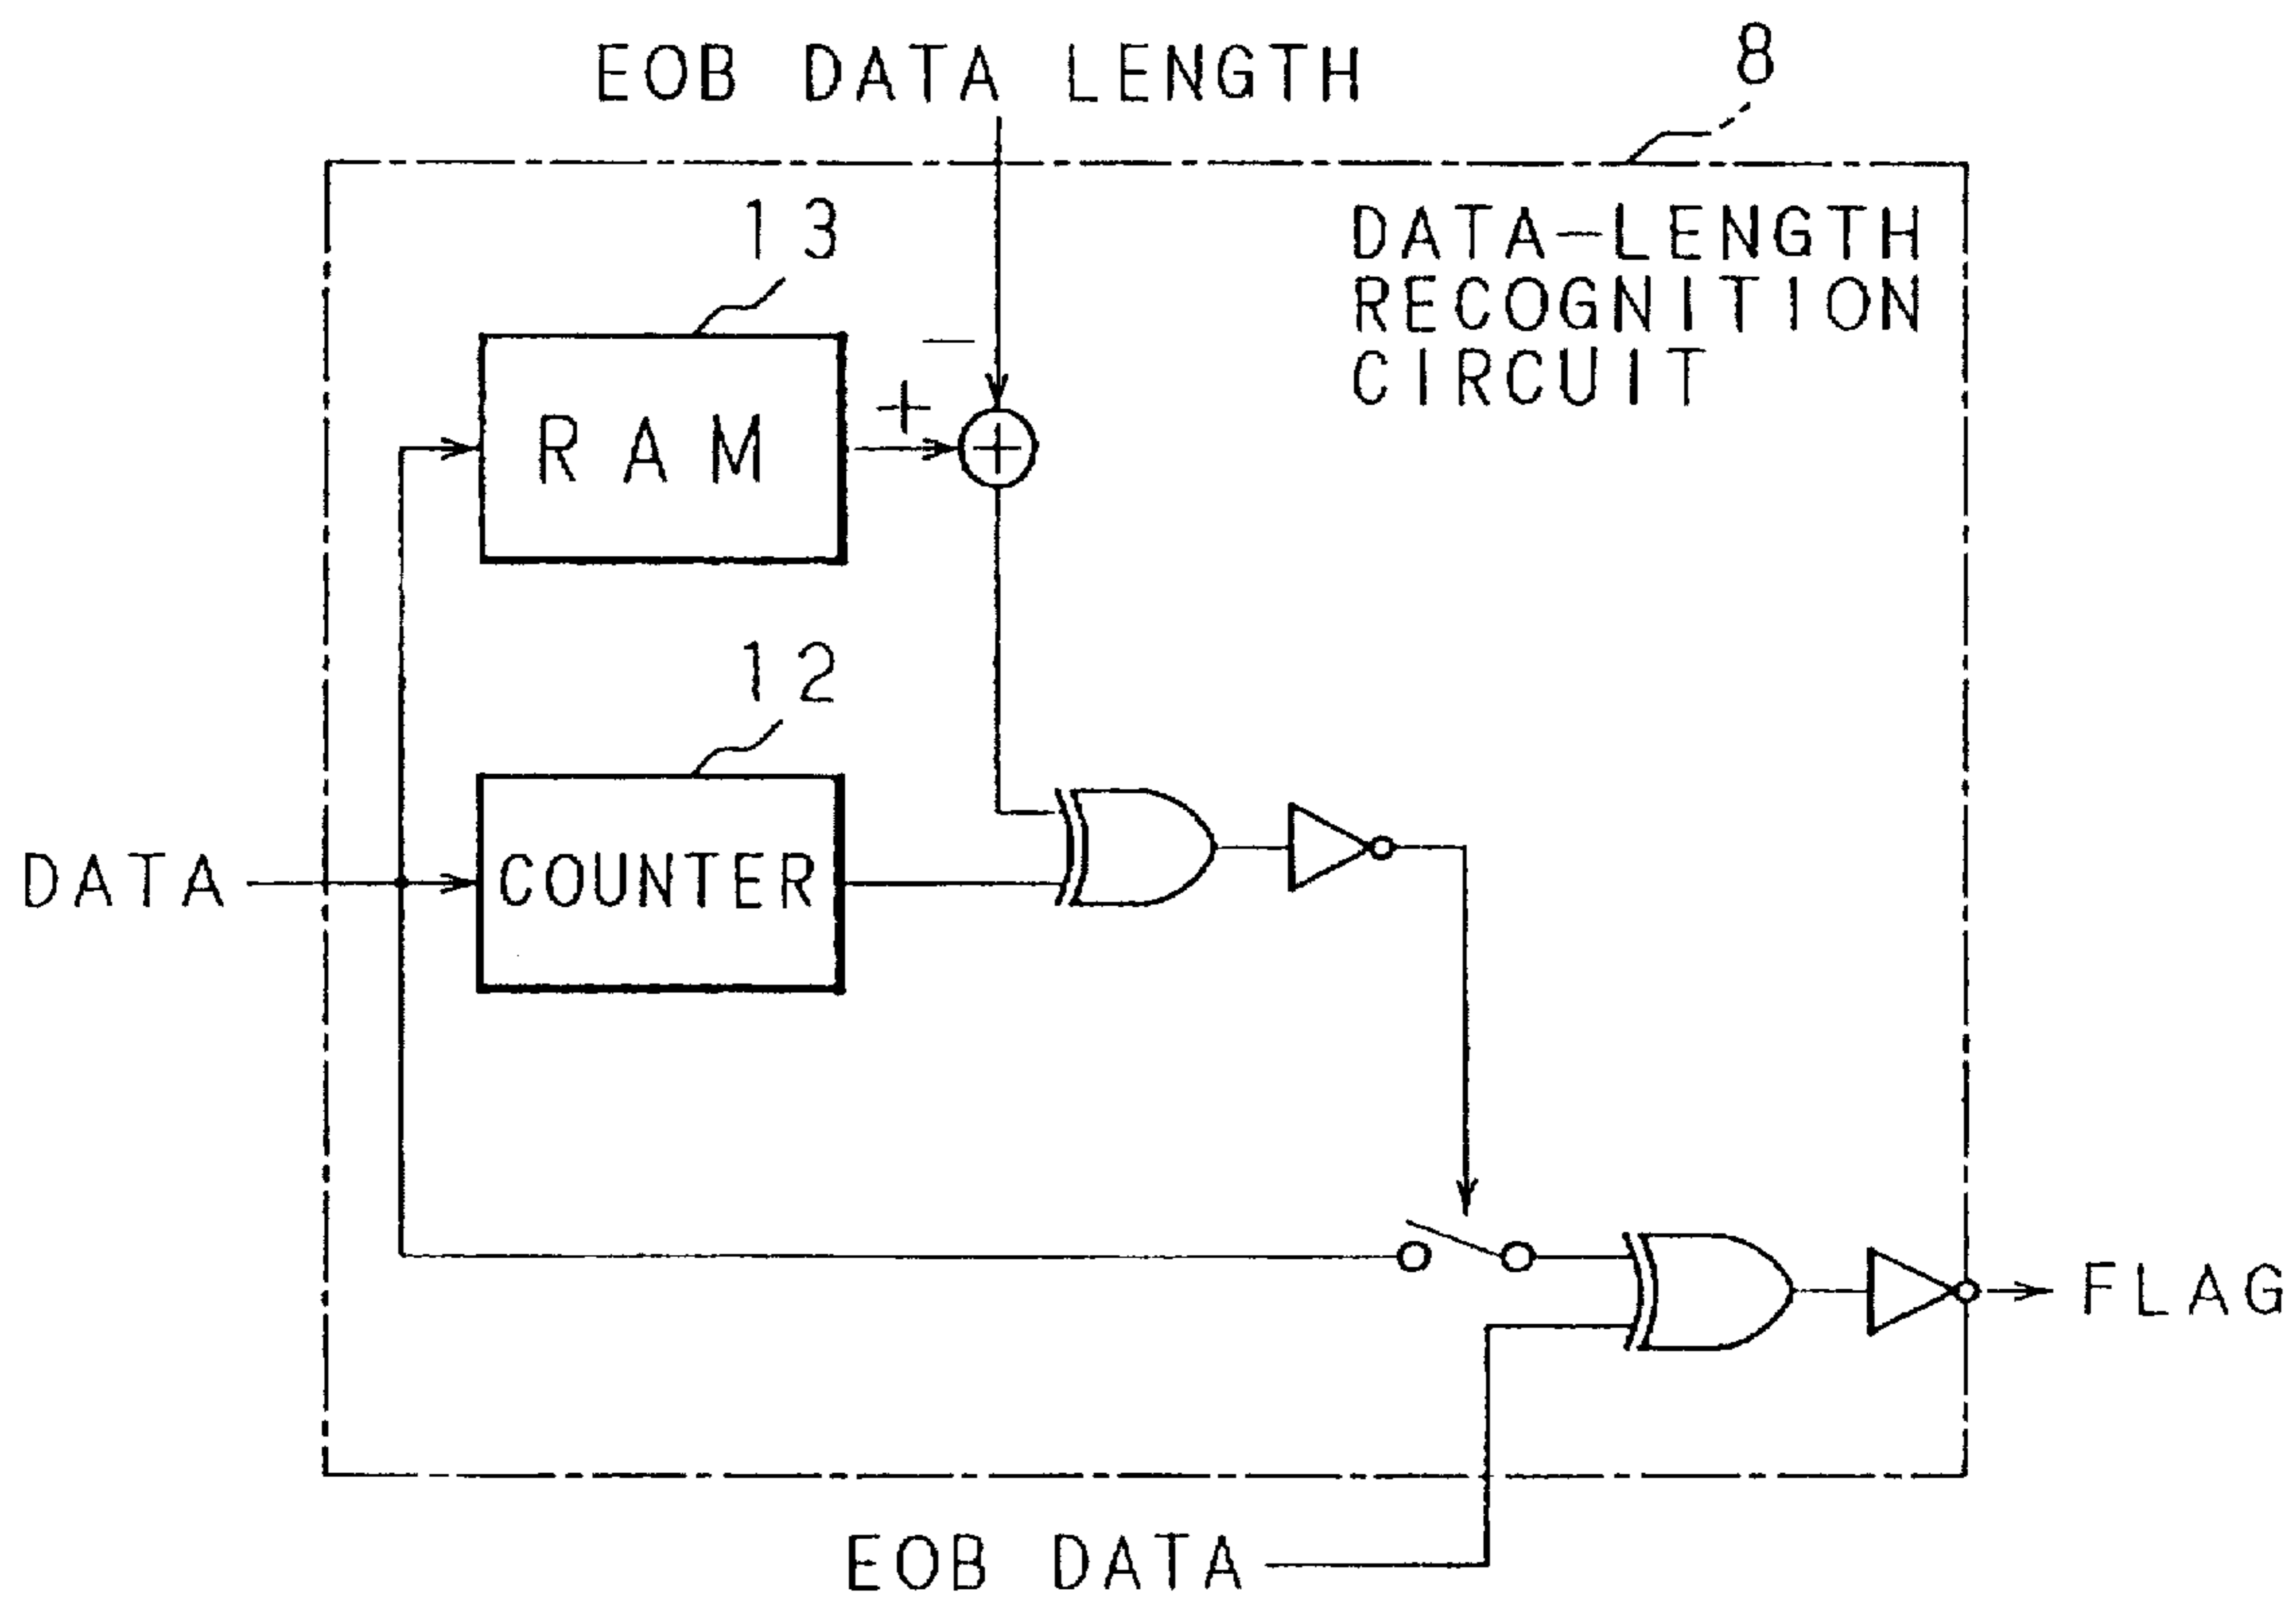 EOB DATA LENGTH
8
DATA-LENGTH
RECOGNITION
CIRCUIT
13
+
−
RAM
12
COUNTER
DATA
FLAG
EOB DATA